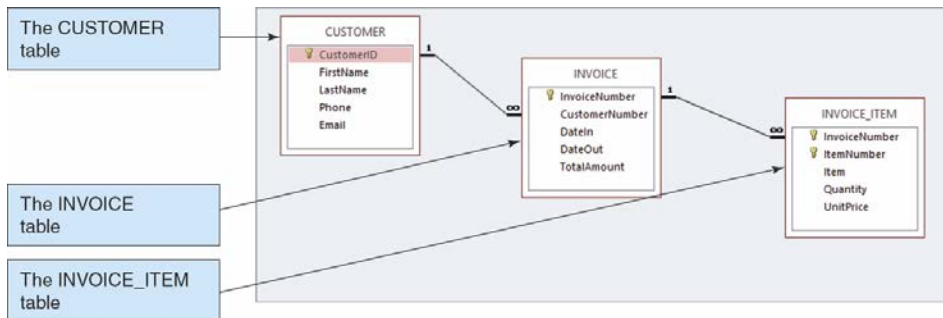 The CUSTOMER
table
CUSTOMER
CustomerID
FirstName
LastName
Phone
Email
1
∞
INVOICE
InvoiceNumber
CustomerNumber
DateIn
DateOut
TotalAmount
1
∞
INVOICE_ITEM
InvoiceNumber
ItemNumber
Item
Quantity
UnitPrice
The INVOICE
table
The INVOICE_ITEM
table